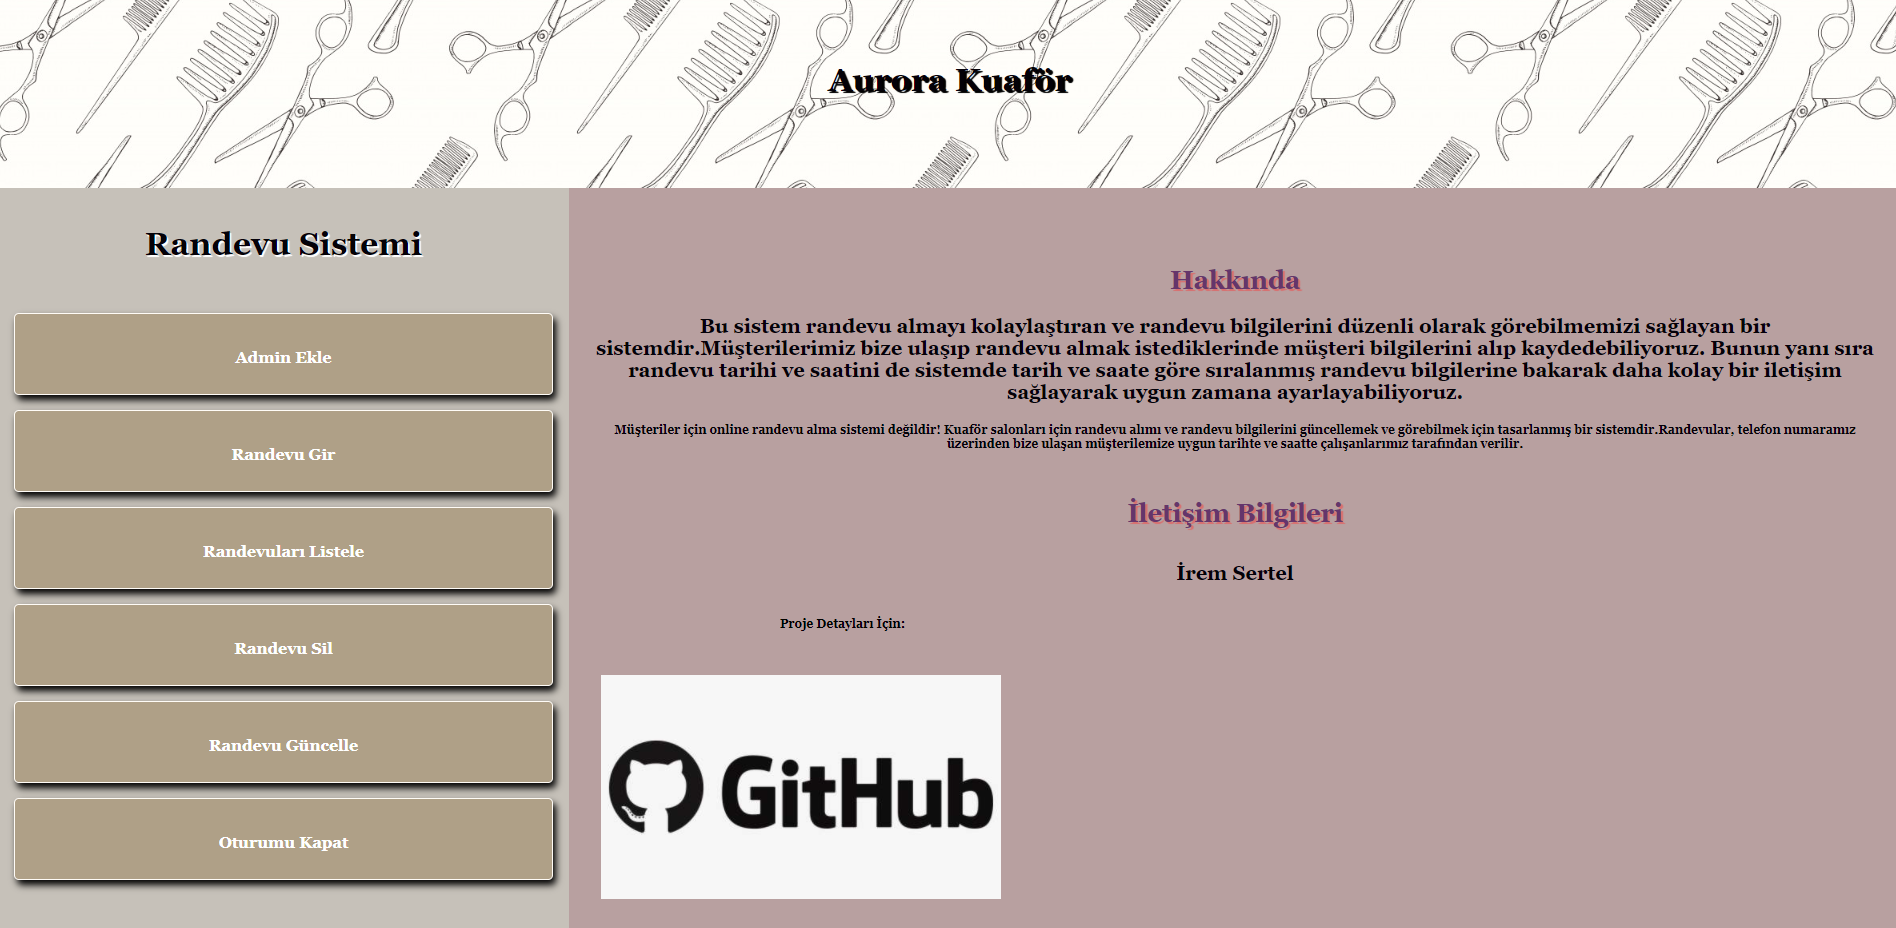 Aurora Kuaför
Randevu Sistemi
Admin Ekle
Randevu Gir
Randevuları Listele
Randevu Sil
Randevu Güncelle
Oturumu Kapat
Hakkında
Bu sistem randevu almayı kolaylaştıran ve randevu bilgilerini düzenli olarak görebilmemizi sağlayan bir
sistemdir.Müşterilerimiz bize ulaşıp randevu almak istediklerinde müşteri bilgilerini alıp kaydedebiliyoruz. Bunun yanı sıra
randevu tarihi ve saatini de sistemde tarih ve saate göre sıralanmış randevu bilgilerine bakarak daha kolay bir iletişim
sağlayarak uygun zamana ayarlayabiliyoruz.
Müşteriler için online randevu alma sistemi değildir! Kuaför salonları için randevu alımı ve randevu bilgilerini güncellemek ve görebilmek için tasarlanmış bir sistemdir.Randevular, telefon numaramız
üzerinden bize ulaşan müşterilemize uygun tarihte ve saatte çalışanlarımız tarafından verilir.
İletişim Bilgileri
İrem Sertel
Proje Detayları İçin:
GitHub